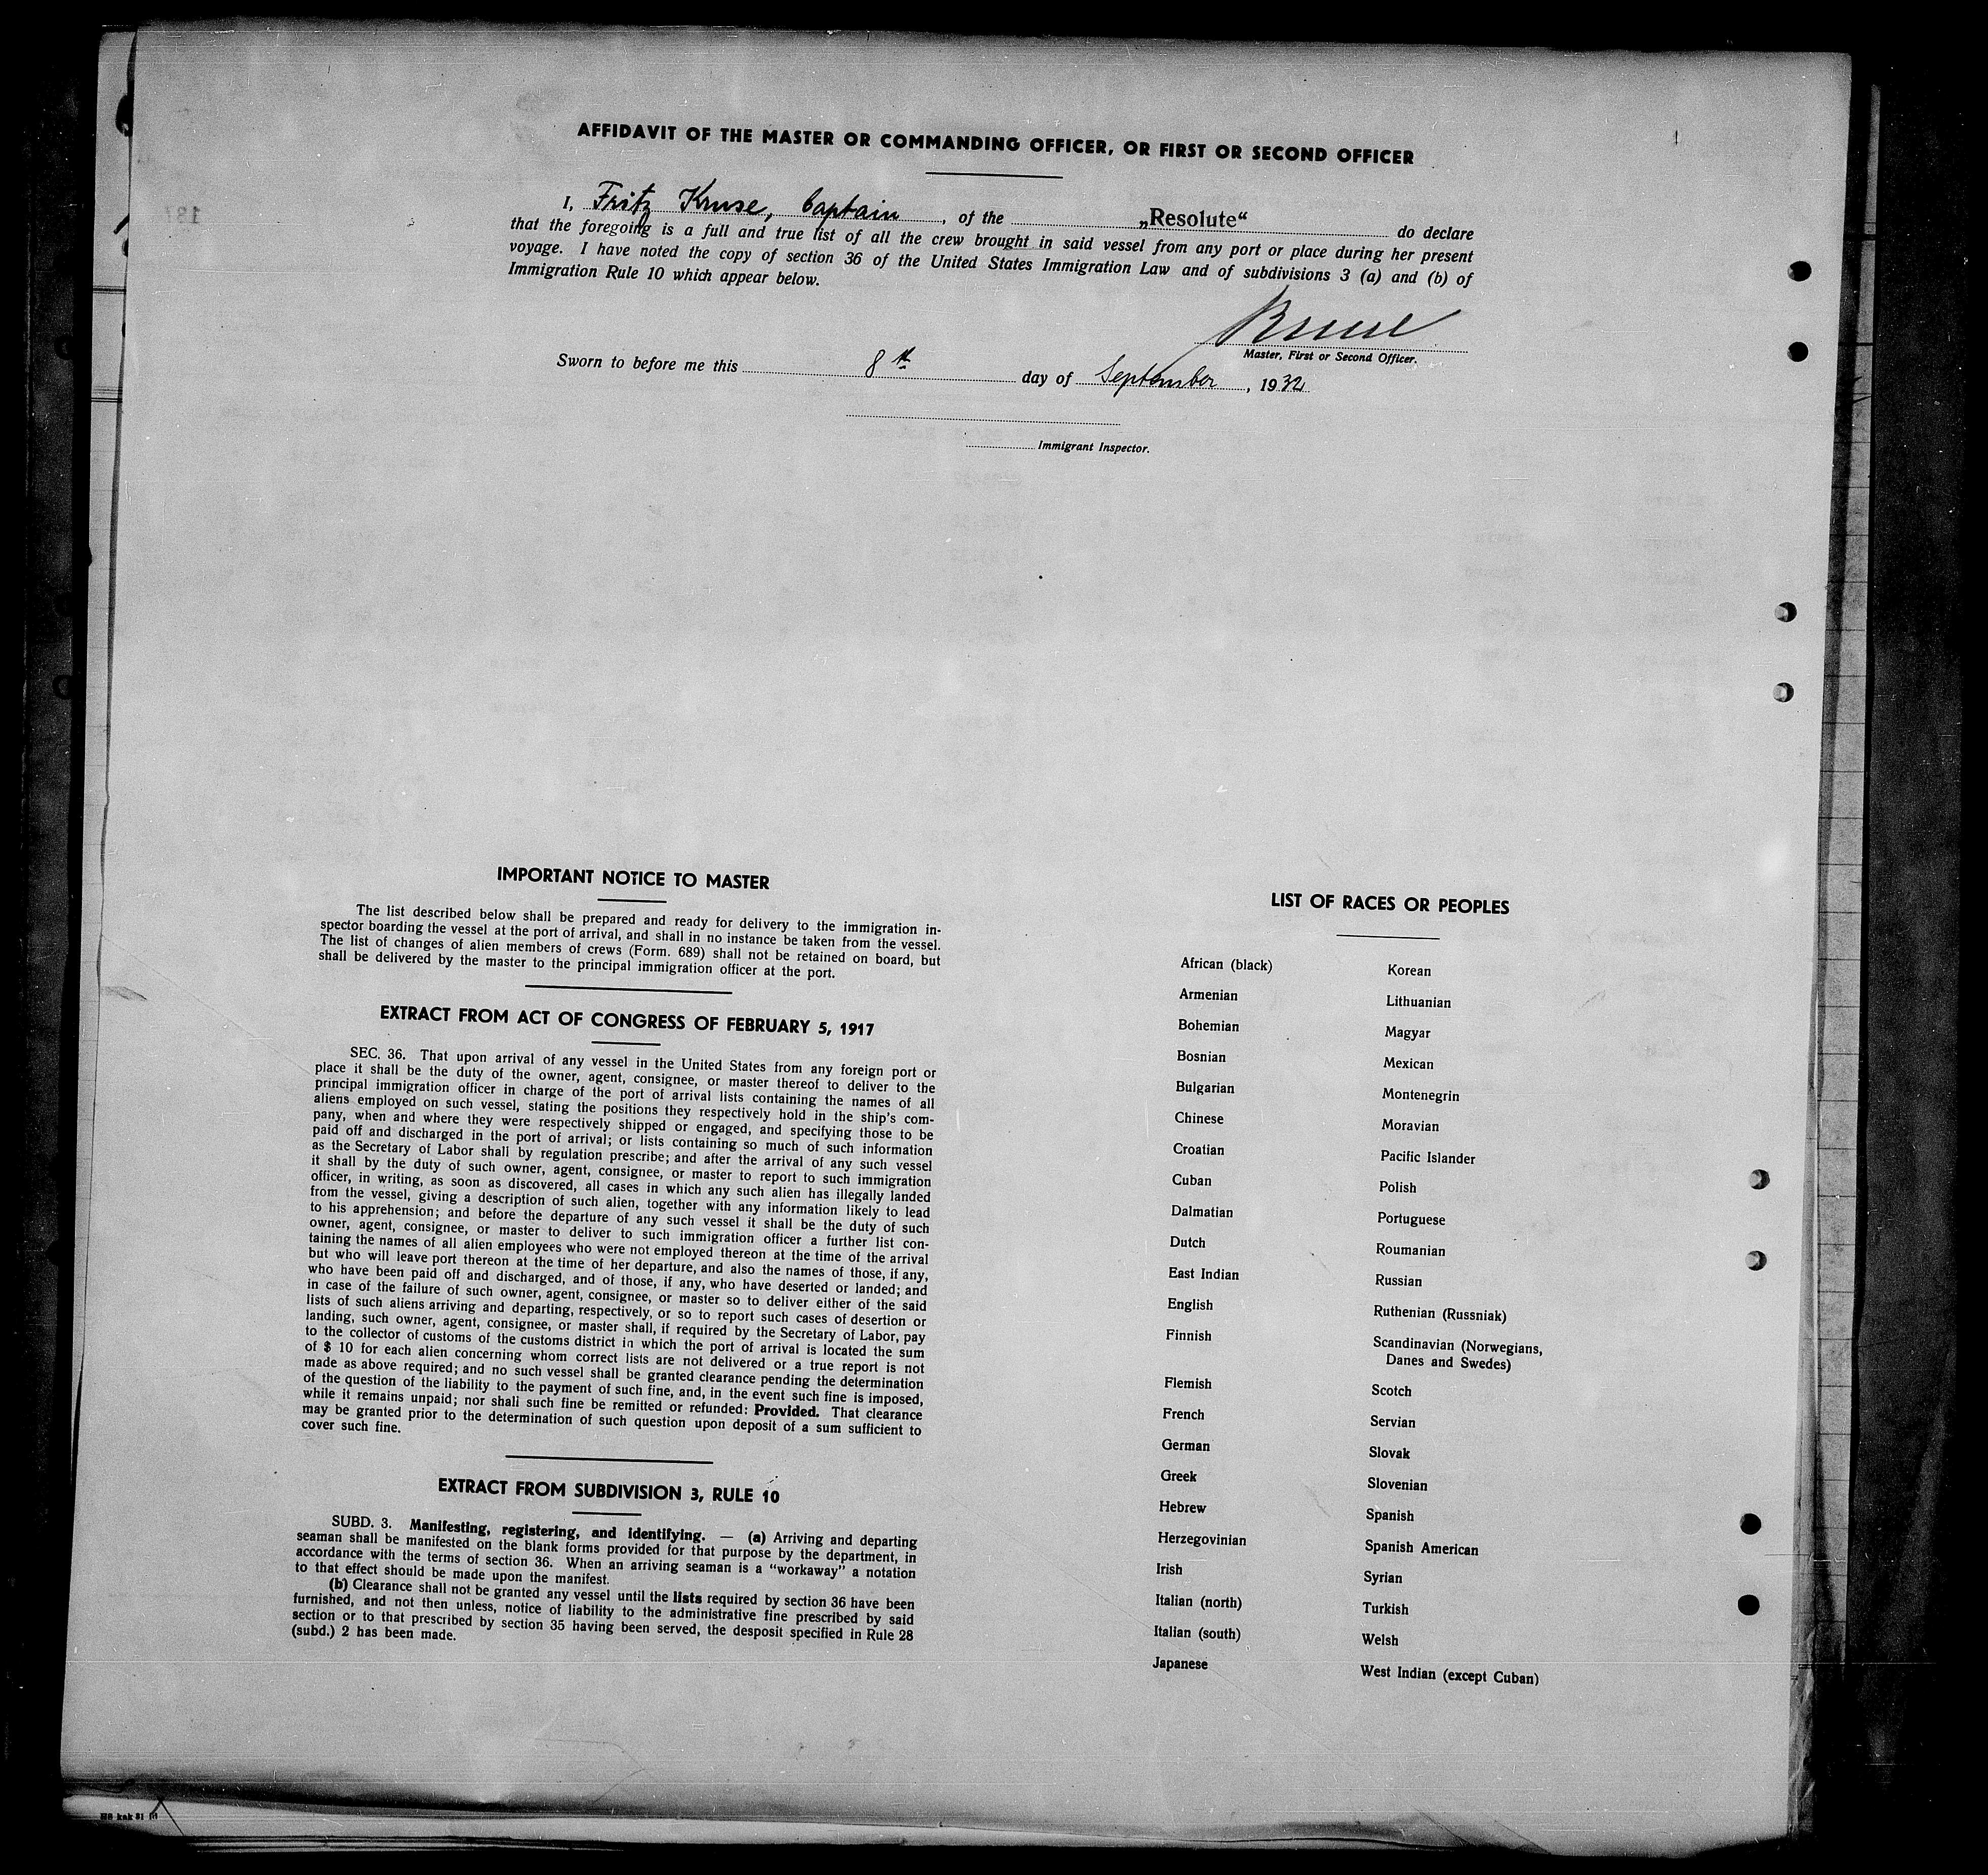 AFFIDAVIT OF THE MASTER OR COMMANDING OFFICER, OR FIRST OR SECOND OFFICER
I, Fritz Kruse, Captain, of the „Resolute“ do declare
that the foregoing is a full and true list of all the crew brought in said vessel from any port or place during her present
voyage. I have noted the copy of section 36 of the United States Immigration Law and of subdivisions 3 (a) and (b) of
Immigration Rule 10 which appear below.
Kruse
Master, First or Second Officer.
Sworn to before me this 8th day of September, 1932
Immigrant Inspector.
IMPORTANT NOTICE TO MASTER
The list described below shall be prepared and ready for delivery to the immigration in-
spector boarding the vessel at the port of arrival, and shall in no instance be taken from the vessel.
The list of changes of alien members of crews (Form. 689) shall not be retained on board, but
shall be delivered by the master to the principal immigration officer at the port.
EXTRACT FROM ACT OF CONGRESS OF FEBRUARY 5, 1917
SEC. 36. That upon arrival of any vessel in the United States from any foreign port or
place it shall be the duty of the owner, agent, consignee, or master thereof to deliver to the
principal immigration officer in charge of the port of arrival lists containing the names of all
aliens employed on such vessel, stating the positions they respectively hold in the ship's com-
pany, when and where they were respectively shipped or engaged, and specifying those to be
paid off and discharged in the port of arrival; or lists containing so much of such information
as the Secretary of Labor shall by regulation prescribe; and after the arrival of any such vessel
it shall by the duty of such owner, agent, consignee, or master to report to such immigration
officer, in writing, as soon as discovered, all cases in which any such alien has illegally landed
from the vessel, giving a description of such alien, together with any information likely to lead
to his apprehension; and before the departure of any such vessel it shall be the duty of such
owner, agent, consignee, or master to deliver to such immigration officer a further list con-
taining the names of all alien employees who were not employed thereon at the time of the arrival
but who will leave port thereon at the time of her departure, and also the names of those, if any,
who have been paid off and discharged, and of those, if any, who have deserted or landed; and
in case of the failure of such owner, agent, consignee, or master so to deliver either of the said
lists of such aliens arriving and departing, respectively, or so to report such cases of desertion or
landing, such owner, agent, consignee, or master shall, if required by the Secretary of Labor, pay
to the collector of customs of the customs district in which the port of arrival is located the sum
of $ 10 for each alien concerning whom correct lists are not delivered or a true report is not
made as above required; and no such vessel shall be granted clearance pending the determination
of the question of the liability to the payment of such fine, and, in the event such fine is imposed,
while it remains unpaid; nor shall such fine be remitted or refunded: Provided. That clearance
may be granted prior to the determination of such question upon deposit of a sum sufficient to
cover such fine.
EXTRACT FROM SUBDIVISION 3, RULE 10
SUBD. 3. Manifesting, registering, and identifying. — (a) Arriving and departing
seaman shall be manifested on the blank forms provided for that purpose by the department, in
accordance with the terms of section 36. When an arriving seaman is a "workaway" a notation
to that effect should be made upon the manifest.
(b) Clearance shall not be granted any vessel until the lists required by section 36 have been
furnished, and not then unless, notice of liability to the administrative fine prescribed by said
section or to that prescribed by section 35 having been served, the desposit specified in Rule 28
(subd.) 2 has been made.
LIST OF RACES OR PEOPLES
African (black)
Armenian
Bohemian
Bosnian
Bulgarian
Chinese
Croatian
Cuban
Dalmatian
Dutch
East Indian
English
Finnish
Flemish
French
German
Greek
Hebrew
Herzegovinian
Irish
Italian (north)
Italian (south)
Japanese
Korean
Lithuanian
Magyar
Mexican
Montenegrin
Moravian
Pacific Islander
Polish
Portuguese
Roumanian
Russian
Ruthenian (Russniak)
Scandinavian (Norwegians,
Danes and Swedes)
Scotch
Servian
Slovak
Slovenian
Spanish
Spanish American
Syrian
Turkish
Welsh
West Indian (except Cuban)